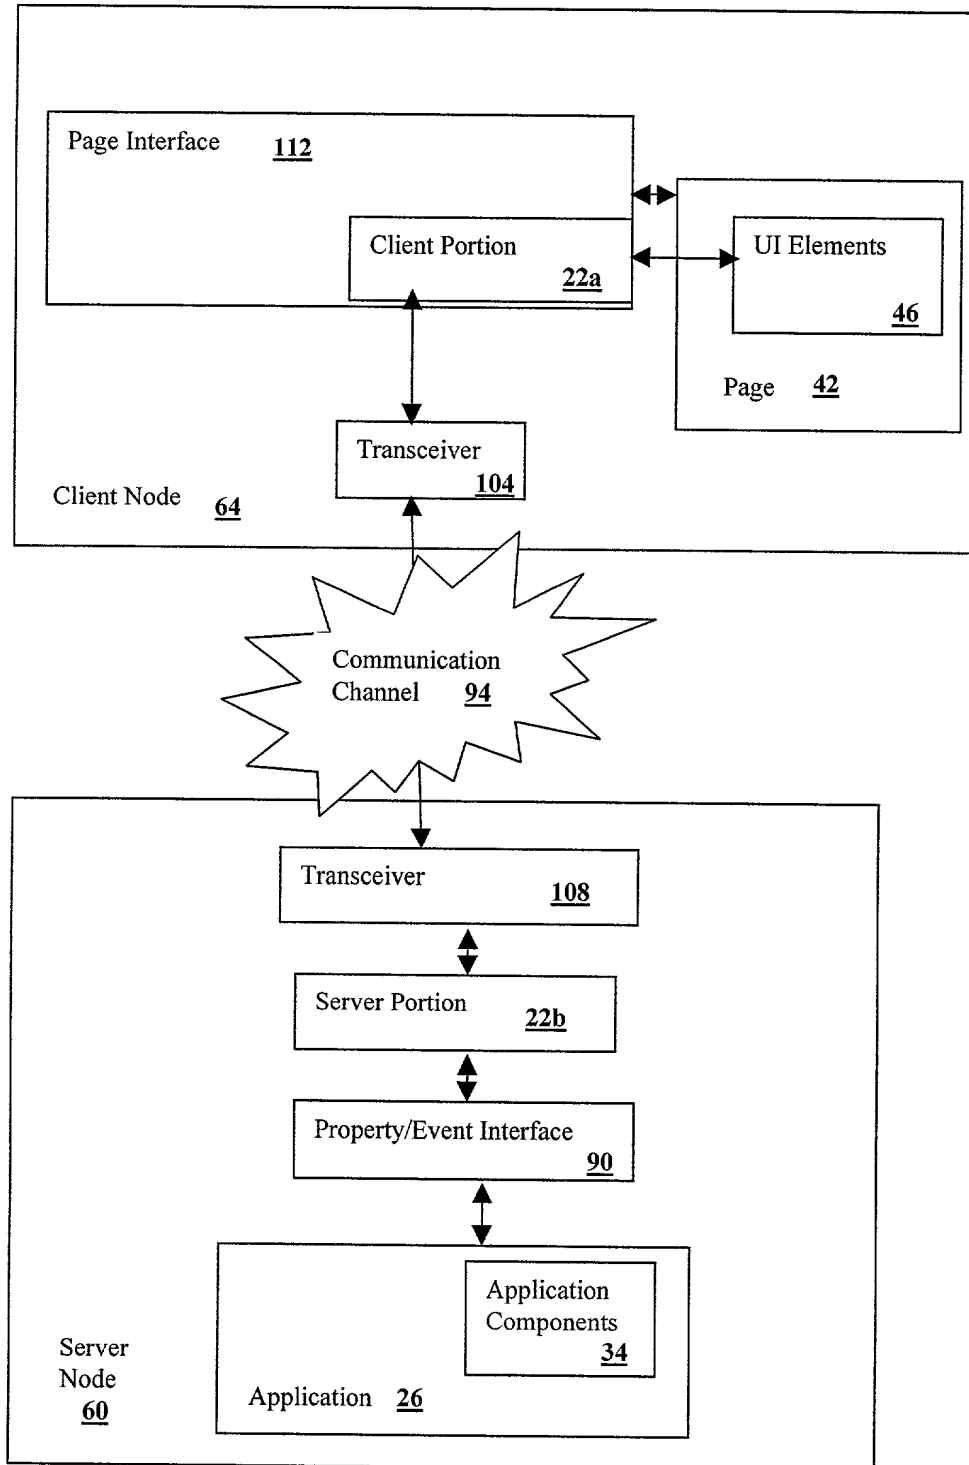 Page Interface 112
Client Portion
22a
UI Elements
46
Page 42
Transceiver
104
Client Node 64
Communication
Channel 94
Transceiver
108
Server Portion
22b
Property/Event Interface
90
Application
Components
34
Server
Node
60
Application 26